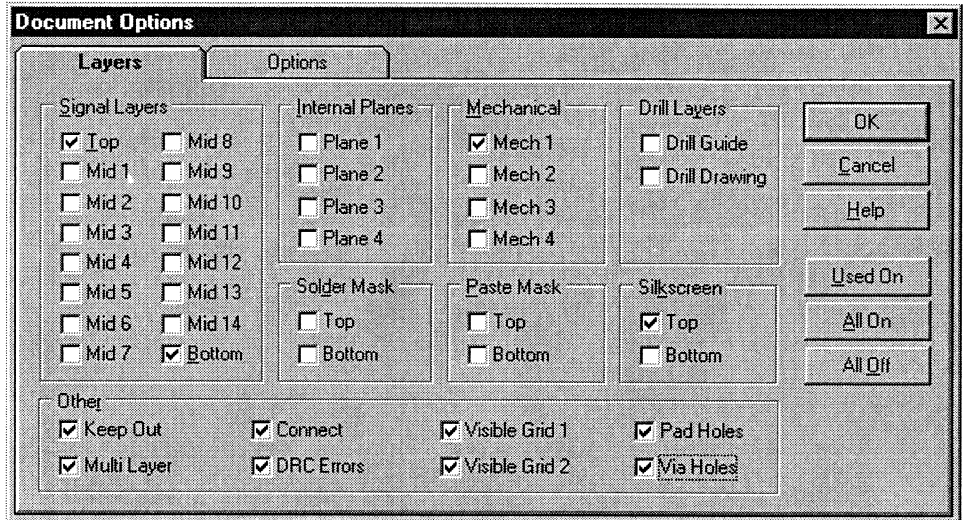 Document Options
Layers
Options
Signal Layers
Top
Mid 1
Mid 2
Mid 3
Mid 4
Mid 5
Mid 6
Mid 7
Mid 8
Mid 9
Mid 10
Mid 11
Mid 12
Mid 13
Mid 14
Bottom
Internal Planes
Plane 1
Plane 2
Plane 3
Plane 4
Mechanical
Mech 1
Mech 2
Mech 3
Mech 4
Drill Layers
Drill Guide
Drill Drawing
Solder Mask
Top
Bottom
Paste Mask
Top
Bottom
Silkscreen
Top
Bottom
Other
Keep Out
Connect
Visible Grid 1
Pad Holes
Multi Layer
DRC Errors
Visible Grid 2
Via Holes
OK
Cancel
Help
Used On
All On
All Off